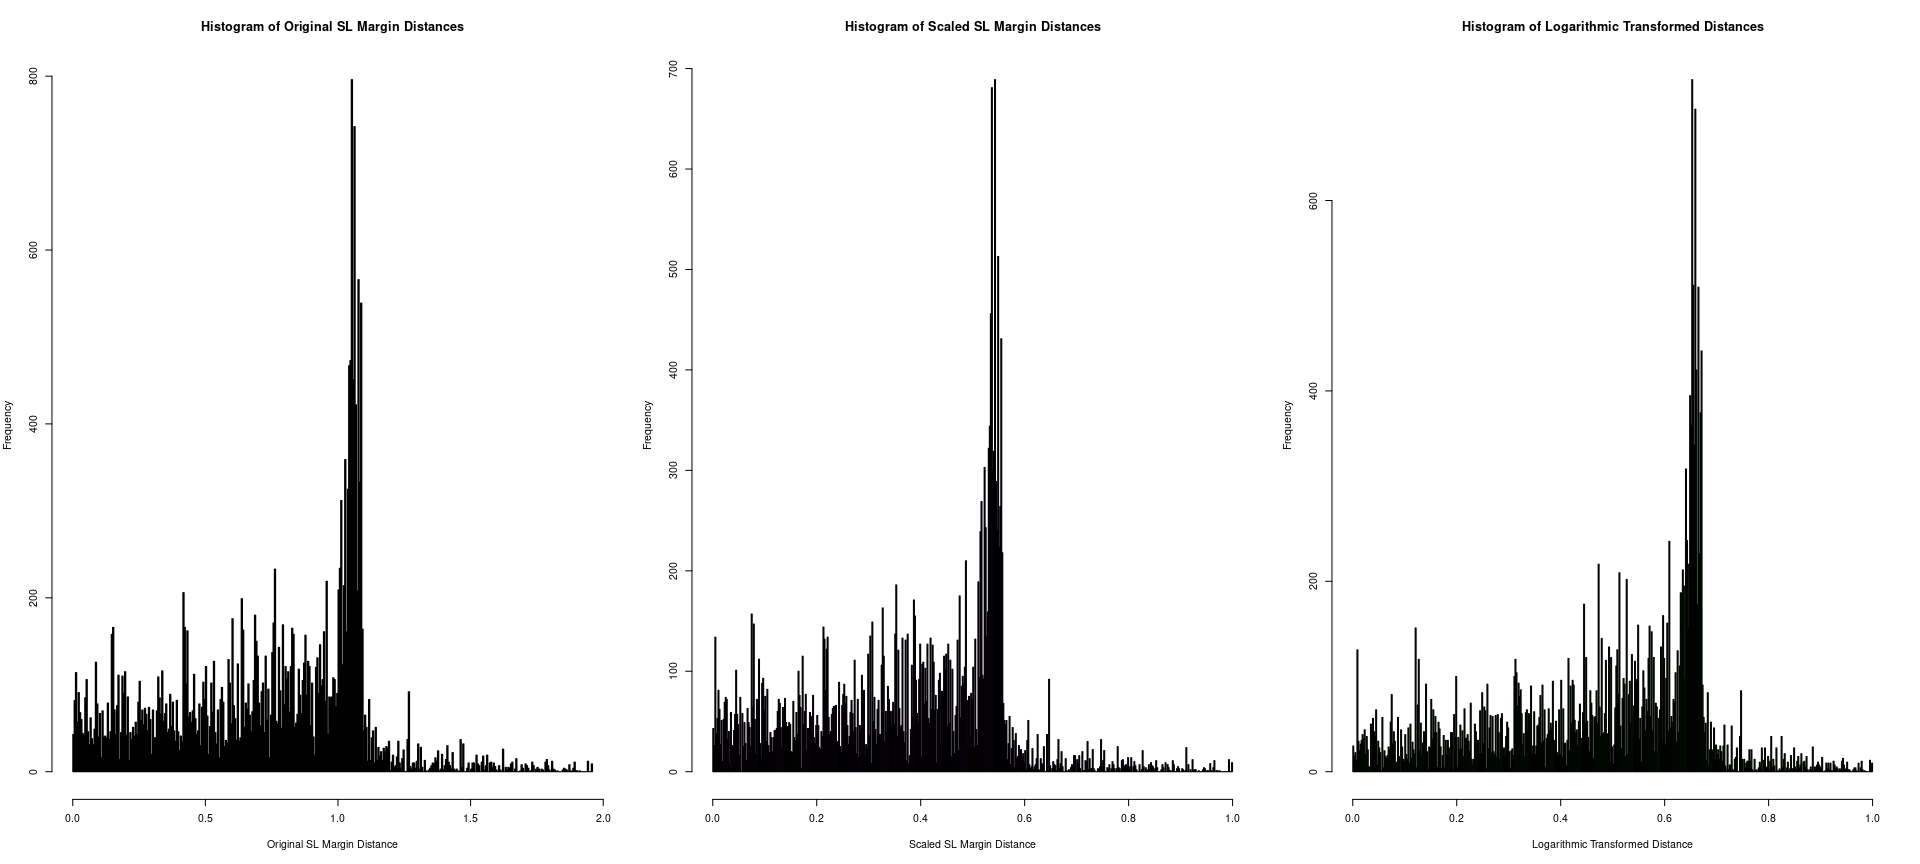 Histogram of Original SL Margin Distances
Frequency
0
200
400
600
800
0.0 0.5 1.0 1.5 2.0
Original SL Margin Distance
Histogram of Scaled SL Margin Distances
Frequency
0
100
200
300
400
500
600
700
0.0 0.2 0.4 0.6 0.8 1.0
Scaled SL Margin Distance
Histogram of Logarithmic Transformed Distances
Frequency
0
200
400
600
0.0 0.2 0.4 0.6 0.8 1.0
Logarithmic Transformed Distance